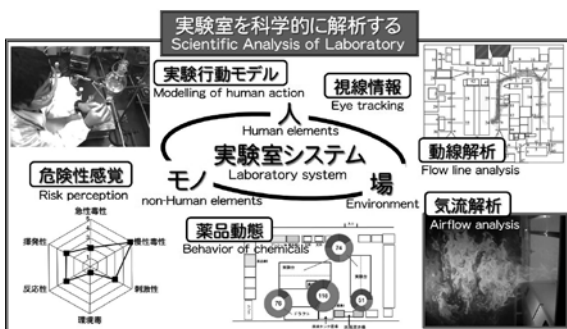 実験室を科学的に解析する
Scientific Analysis of Laboratory
実験行動モデル
Modelling of human action
視線情報
Eye tracking
人
Human elements
実験室システム
Laboratory system
モノ
non-Human elements
場
Environment
動線解析
Flow line analysis
危険性感覚
Risk perception
急性毒性
慢性毒性
刺激性
環境毒
反応性
揮発性
薬品動態
Behavior of chemicals
74
78
110
51
気流解析
Airflow analysis